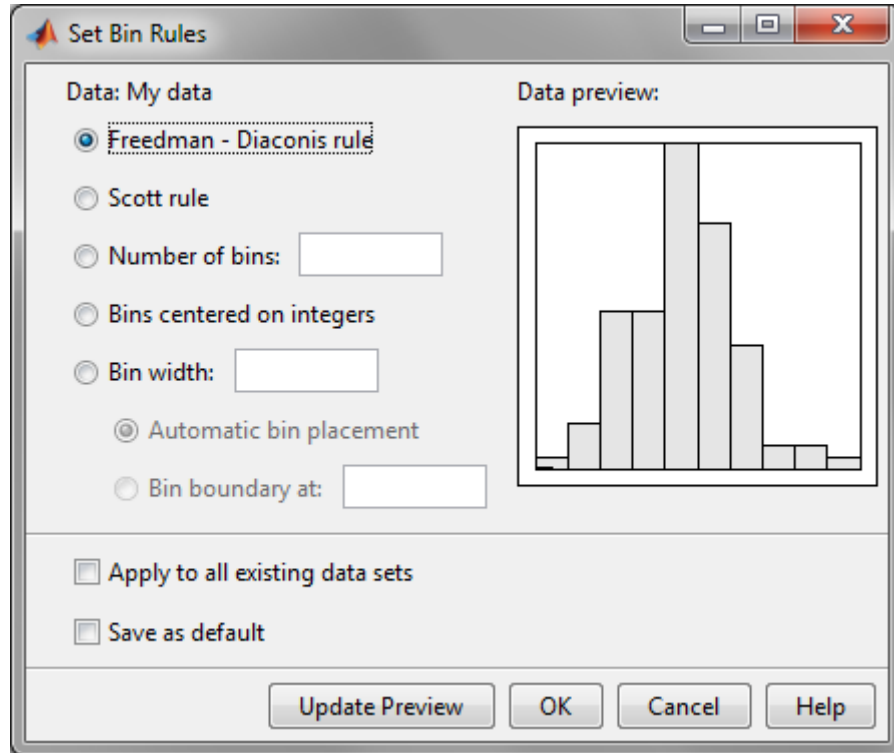 Set Bin Rules
Data: My data
Data preview:
Freedman - Diaconis rule
Scott rule
Number of bins:
Bins centered on integers
Bin width:
Automatic bin placement
Bin boundary at:
Apply to all existing data sets
Save as default
Update Preview
OK
Cancel
Help